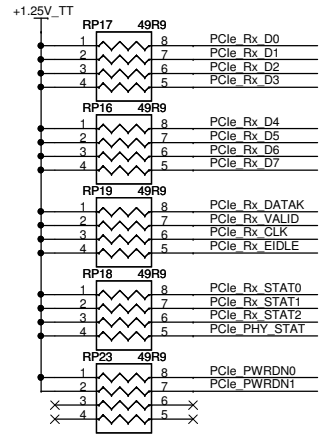 +1.25V_TT
RP17 49R9
1 8 PCIe_Rx_D0
2 7 PCIe_Rx_D1
3 6 PCIe_Rx_D2
4 5 PCIe_Rx_D3
RP16 49R9
1 8 PCIe_Rx_D4
2 7 PCIe_Rx_D5
3 6 PCIe_Rx_D6
4 5 PCIe_Rx_D7
RP19 49R9
1 8 PCIe_Rx_DATAK
2 7 PCIe_Rx_VALID
3 6 PCIe_Rx_CLK
4 5 PCIe_Rx_EIDLE
RP18 49R9
1 8 PCIe_Rx_STAT0
2 7 PCIe_Rx_STAT1
3 6 PCIe_Rx_STAT2
4 5 PCIe_PHY_STAT
RP23 49R9
1 8 PCIe_PWRDN0
2 7 PCIe_PWRDN1
3 6
4 5